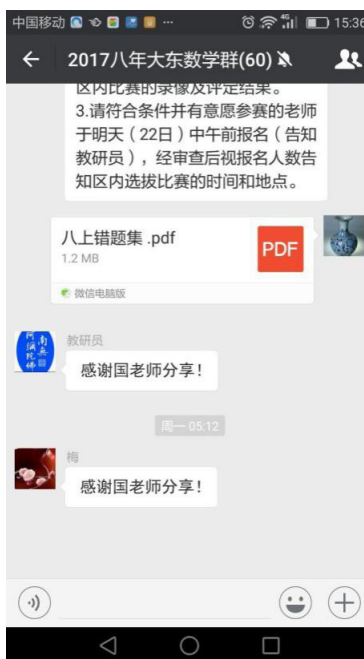 中国移动 ··· 4G 15:36
2017八年大东数学群(60)
区内比赛的录像及评定结果。
3.请符合条件并有意愿参赛的老师
于明天（22日）中午前报名（告知
教研员），经审查后视报名人数告
知区内选拔比赛的时间和地点。
八上错题集 .pdf
1.2 MB
PDF
微信电脑版
教研员
感谢国老师分享！
周一 05:12
梅
感谢国老师分享！